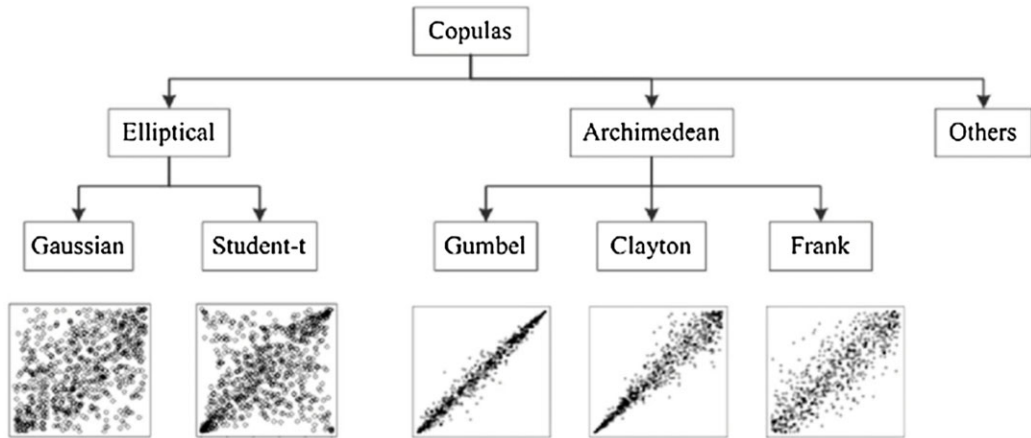 Copulas
Elliptical
Archimedean
Others
Gaussian
Student-t
Gumbel
Clayton
Frank